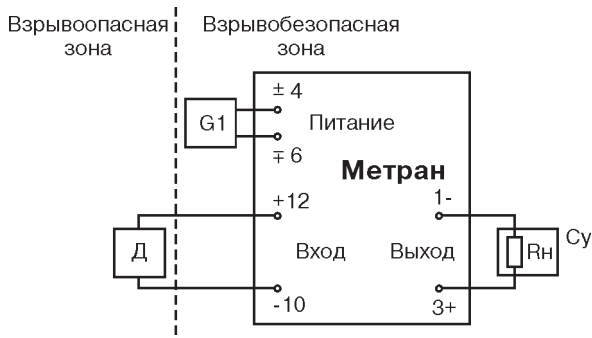 Взрывоопасная
зона
Взрывобезопасная
зона
± 4
G1
Питание
∓ 6
Метран
+12
1-
Д
Вход
Выход
Rн
Су
-10
3+